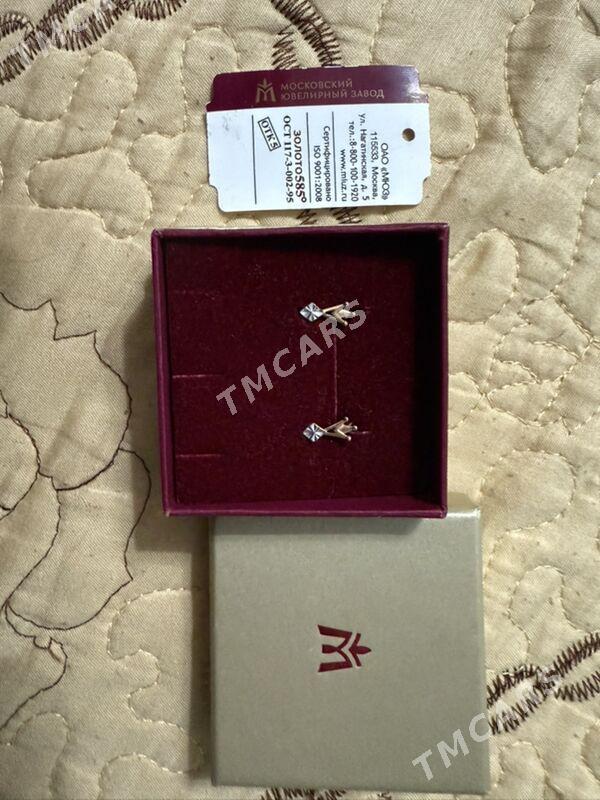 МОСКОВСКИЙ
ЮВЕЛИРНЫЙ ЗАВОД
ОАО «МЮЗ»
115533, Москва,
ул. Нагатинская, д. 5
тел.:8-800-100-1920
www.miuz.ru
Сертифицировано
ISO 9001:2008
ЗОЛОТО585°
ОСТ 117-3-002-95
ОТК5
TMCARS
TMCARS
TMCARS